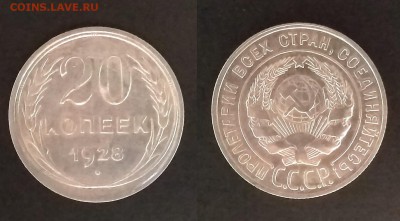 COINS.LAVE.RU
20
КОПЕЕК
1928
ПРОЛЕТАРИИ ВСЕХ СТРАН, СОЕДИНЯЙТЕСЬ!
С.С.С.Р.